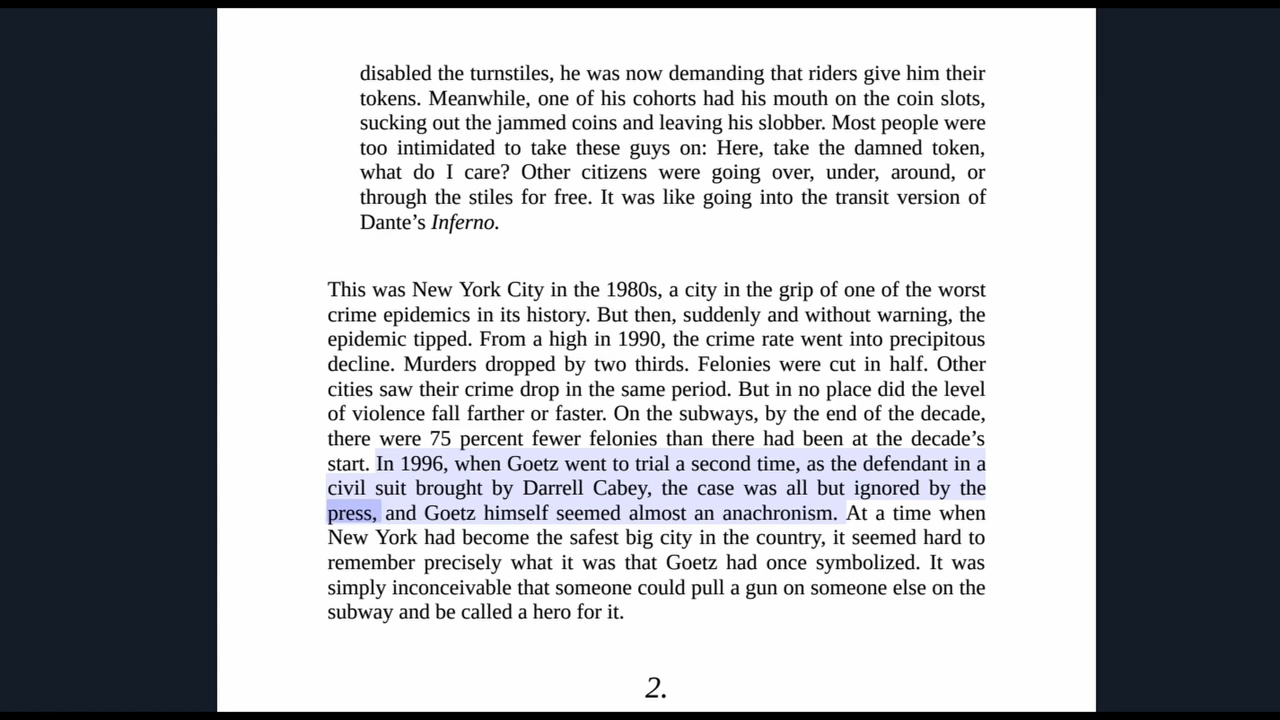 disabled the turnstiles, he was now demanding that riders give him their
tokens. Meanwhile, one of his cohorts had his mouth on the coin slots,
sucking out the jammed coins and leaving his slobber. Most people were
too intimidated to take these guys on: Here, take the damned token,
what do I care? Other citizens were going over, under, around, or
through the stiles for free. It was like going into the transit version of
Dante’s Inferno.
This was New York City in the 1980s, a city in the grip of one of the worst
crime epidemics in its history. But then, suddenly and without warning, the
epidemic tipped. From a high in 1990, the crime rate went into precipitous
decline. Murders dropped by two thirds. Felonies were cut in half. Other
cities saw their crime drop in the same period. But in no place did the level
of violence fall farther or faster. On the subways, by the end of the decade,
there were 75 percent fewer felonies than there had been at the decade’s
start. In 1996, when Goetz went to trial a second time, as the defendant in a
civil suit brought by Darrell Cabey, the case was all but ignored by the
press, and Goetz himself seemed almost an anachronism. At a time when
New York had become the safest big city in the country, it seemed hard to
remember precisely what it was that Goetz had once symbolized. It was
simply inconceivable that someone could pull a gun on someone else on the
subway and be called a hero for it.
2.